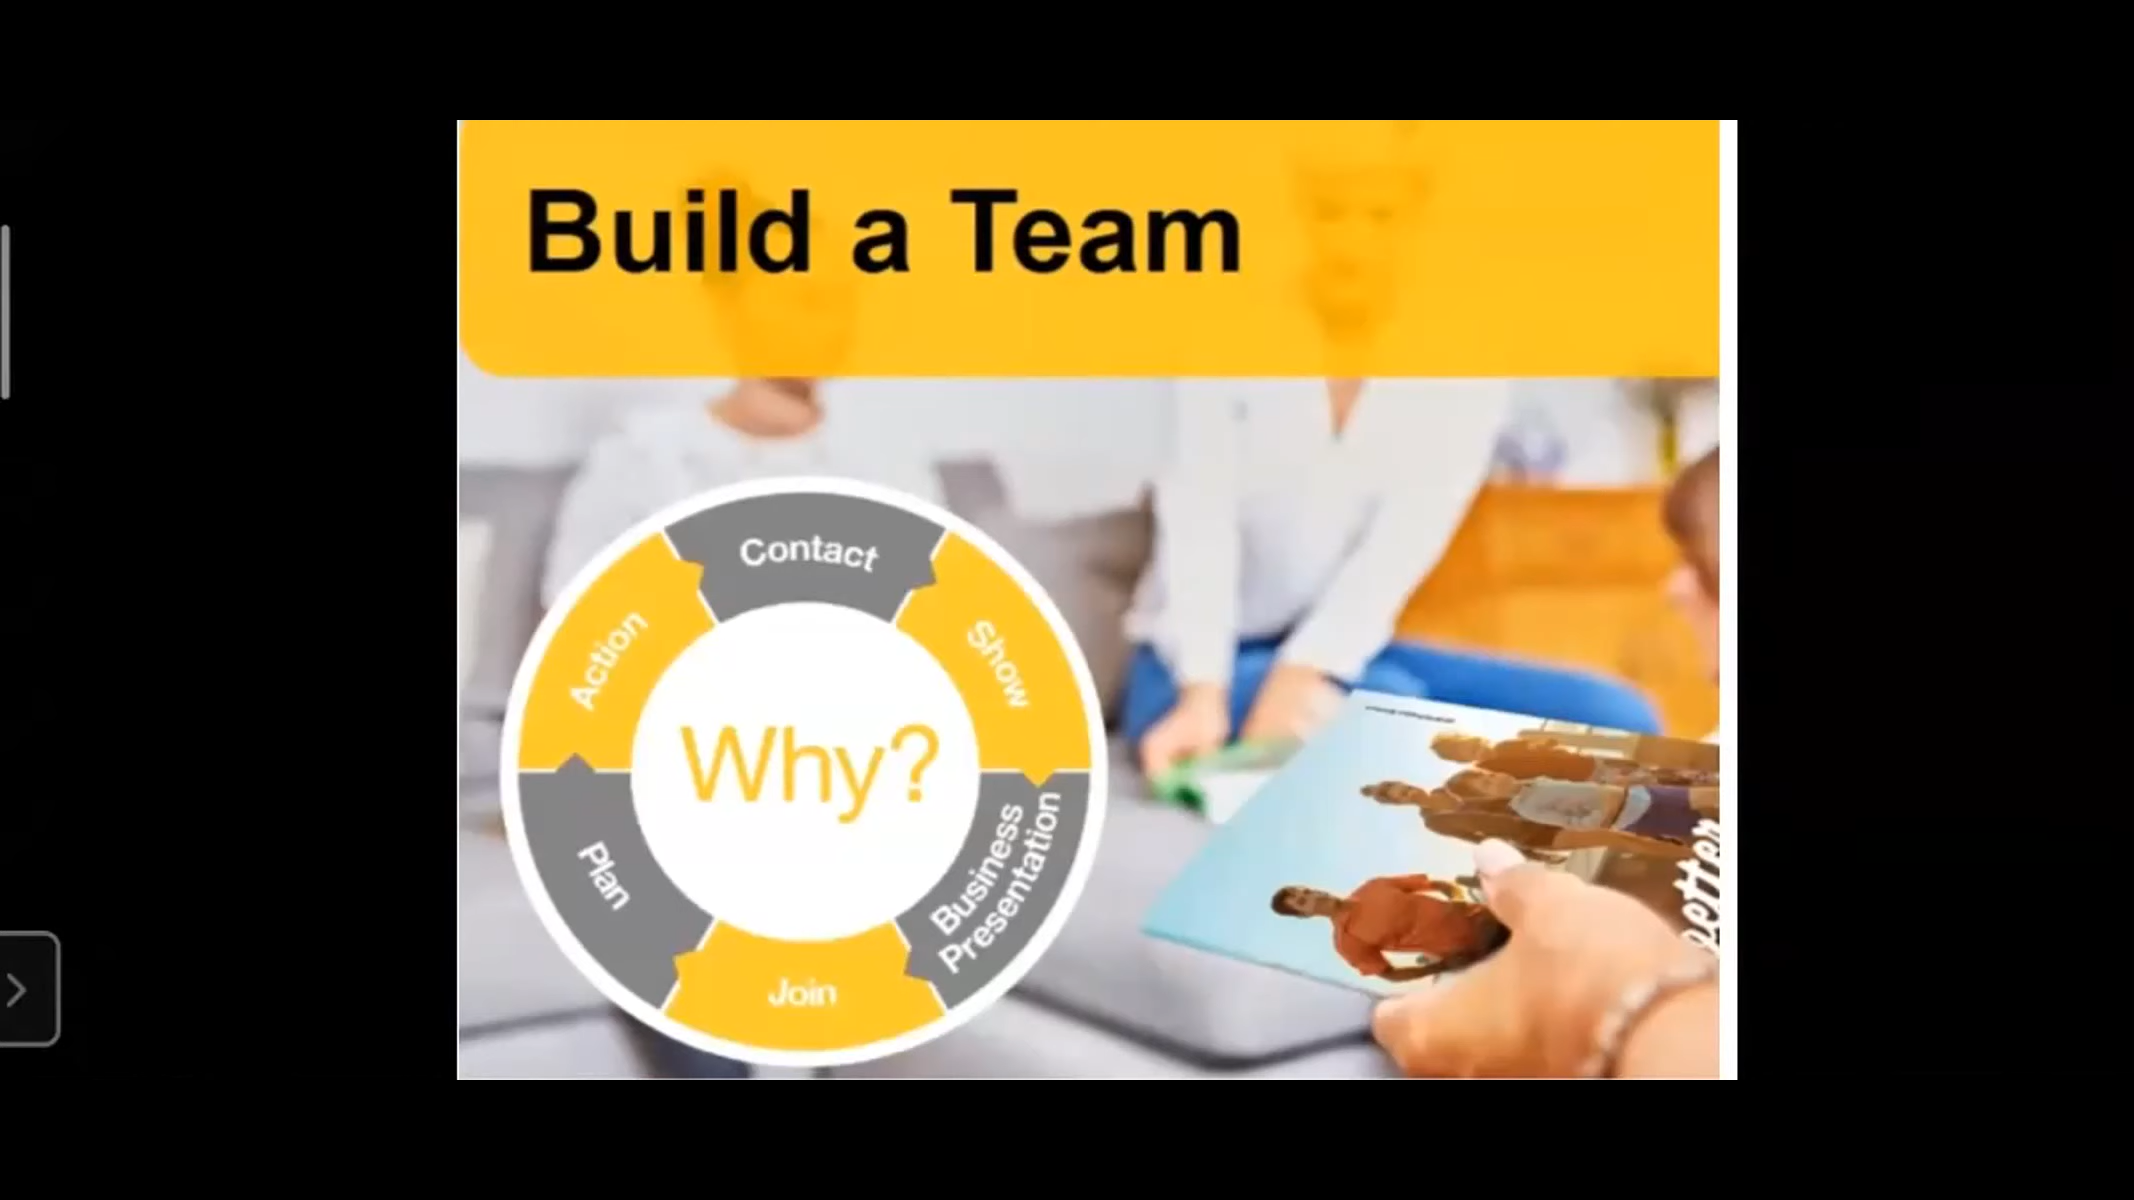 Build a Team
Contact
Show
Business
Presentation
Join
Plan
Action
Why?